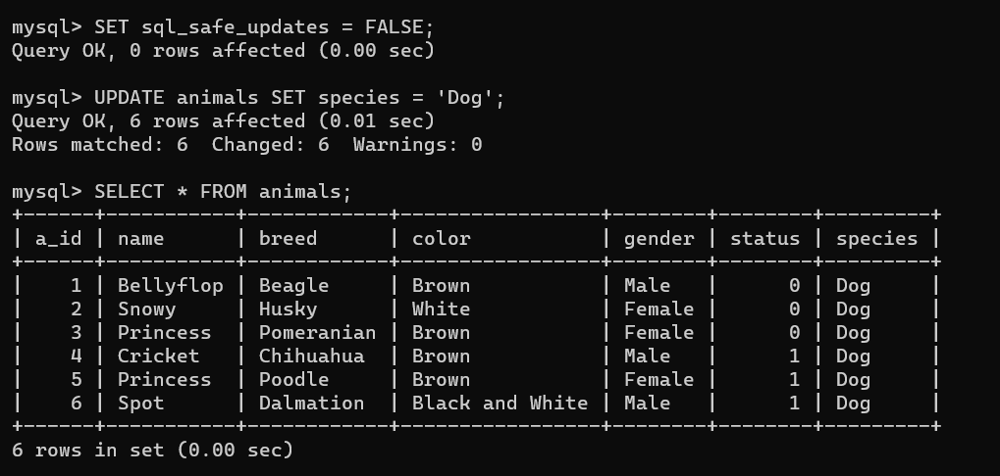 mysql> SET sql_safe_updates = FALSE;
Query OK, 0 rows affected (0.00 sec)
mysql> UPDATE animals SET species = 'Dog';
Query OK, 6 rows affected (0.01 sec)
Rows matched: 6  Changed: 6  Warnings: 0
mysql> SELECT * FROM animals;
+------+-----------+------------+-----------------+--------+--------+---------+
| a_id | name      | breed      | color           | gender | status | species |
+------+-----------+------------+-----------------+--------+--------+---------+
|    1 | Bellyflop | Beagle     | Brown           | Male   |      0 | Dog     |
|    2 | Snowy     | Husky      | White           | Female |      0 | Dog     |
|    3 | Princess  | Pomeranian | Brown           | Female |      0 | Dog     |
|    4 | Cricket   | Chihuahua  | Brown           | Male   |      1 | Dog     |
|    5 | Princess  | Poodle     | Brown           | Female |      1 | Dog     |
|    6 | Spot      | Dalmation  | Black and White | Male   |      1 | Dog     |
+------+-----------+------------+-----------------+--------+--------+---------+
6 rows in set (0.00 sec)